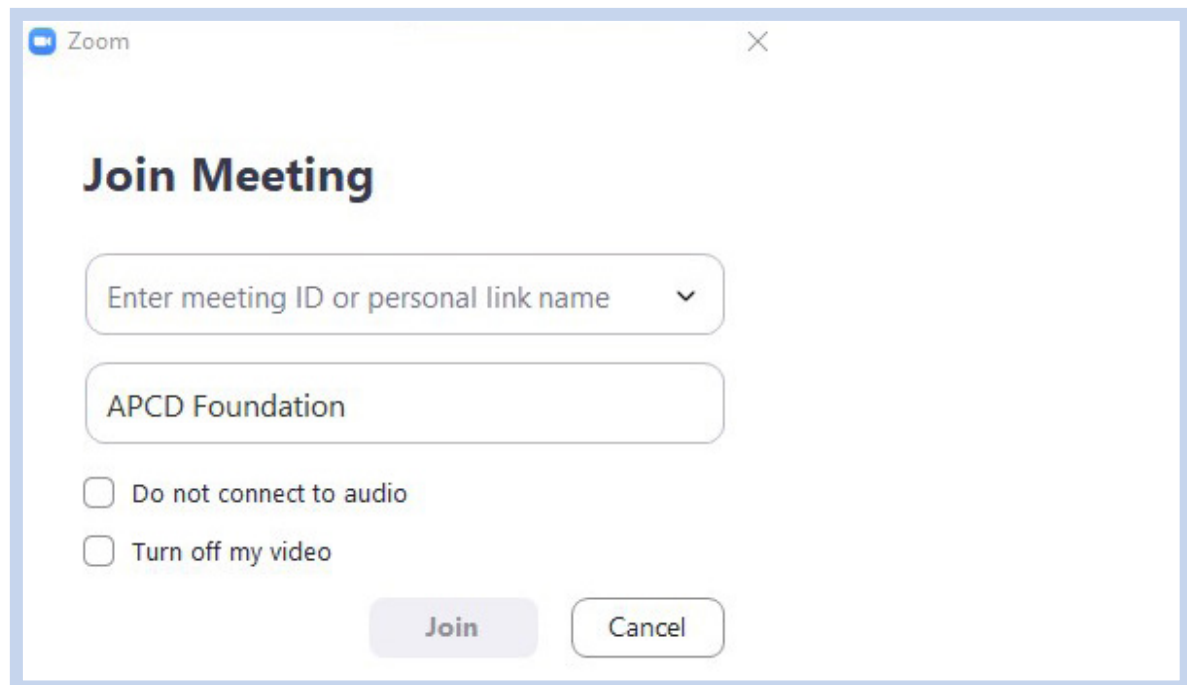 Zoom
Join Meeting
Enter meeting ID or personal link name
APCD Foundation
Do not connect to audio
Turn off my video
Join Cancel